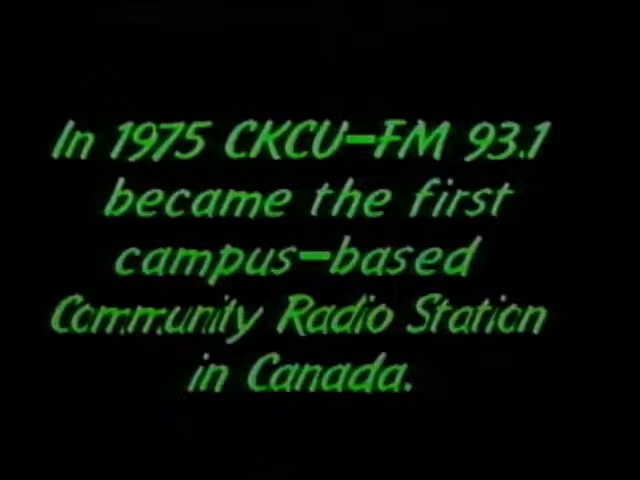 In 1975 CKCU-FM 93.1
became the first
campus-based
Community Radio Station
in Canada.